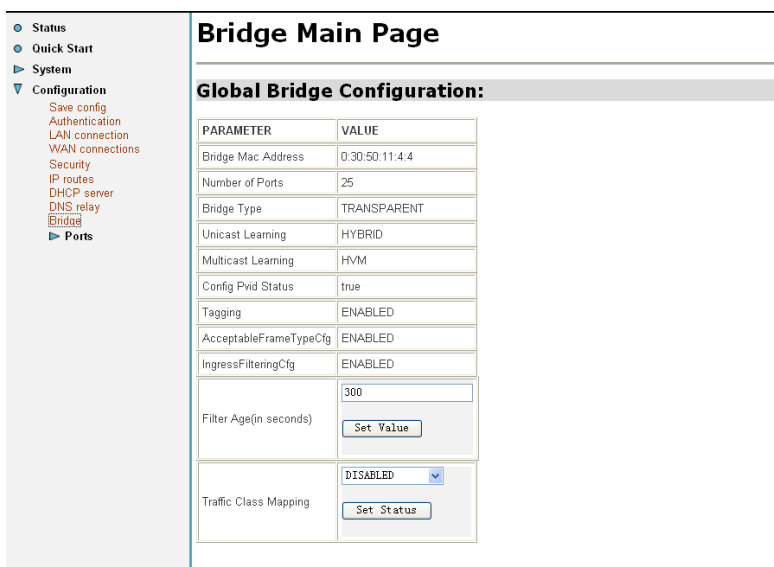 Status
Quick Start
System
Configuration
Save config
Authentication
LAN connection
WAN connections
Security
IP routes
DHCP server
DNS relay
Bridge
Ports
Bridge Main Page
Global Bridge Configuration:
PARAMETER VALUE
Bridge Mac Address 0:30:50:11:4:4
Number of Ports 25
Bridge Type TRANSPARENT
Unicast Learning HYBRID
Multicast Learning HVM
Config Pvid Status true
Tagging ENABLED
AcceptableFrameTypeCfg ENABLED
IngressFilteringCfg ENABLED
Filter Age(in seconds) 300
Set Value
Traffic Class Mapping DISABLED
Set Status